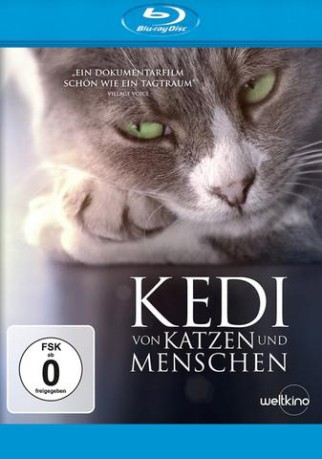 Blu-ray Disc
„EIN DOKUMENTARFILM
SCHÖN WIE EIN TAGTRAUM“
VILLAGE VOICE
KEDI
VON KATZEN UND
MENSCHEN
FSK
ab
0
freigegeben
weltkino